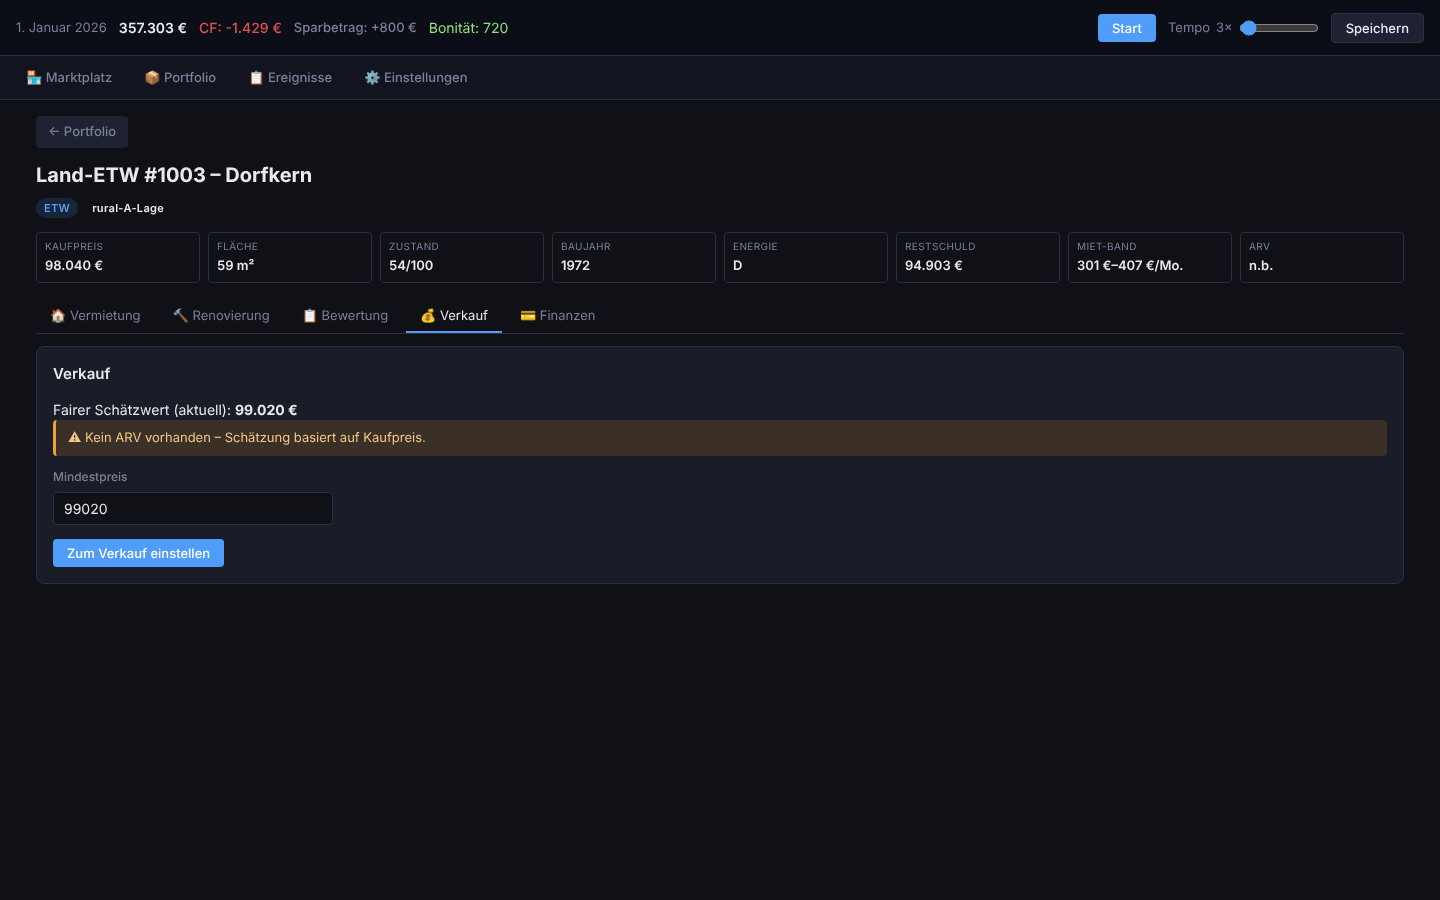 1. Januar 2026 357.303 € CF: -1.429 € Sparbetrag: +800 € Bonität: 720 Start Tempo 3× Speichern
🏪 Marktplatz 📦 Portfolio 📋 Ereignisse ⚙️ Einstellungen
← Portfolio
Land-ETW #1003 – Dorfkern
ETW rural-A-Lage
KAUFPREIS FLÄCHE ZUSTAND BAUJAHR ENERGIE RESTSCHULD MIET-BAND ARV
98.040 € 59 m² 54/100 1972 D 94.903 € 301 €–407 €/Mo. n.b.
🏠 Vermietung 🔨 Renovierung 📋 Bewertung 💰 Verkauf 💳 Finanzen
Verkauf
Fairer Schätzwert (aktuell): 99.020 €
⚠ Kein ARV vorhanden – Schätzung basiert auf Kaufpreis.
Mindestpreis
99020
Zum Verkauf einstellen